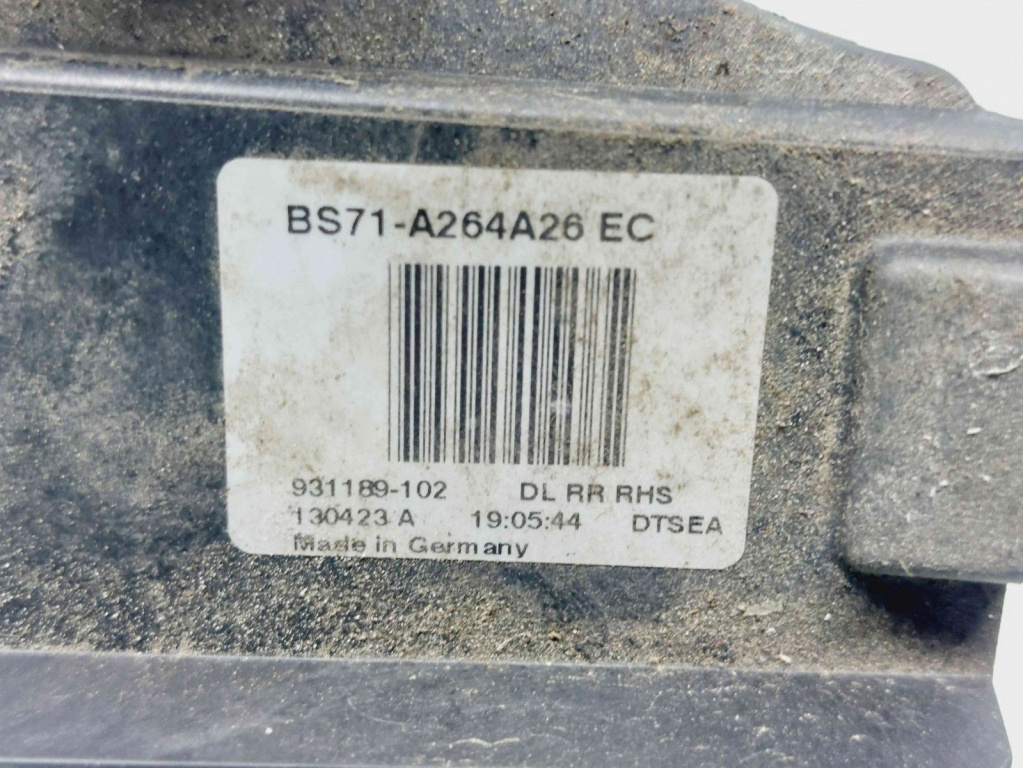 BS71-A264A26 EC
931189-102 DL RR RHS
130423 A 19:05:44 DTSEA
Made in Germany